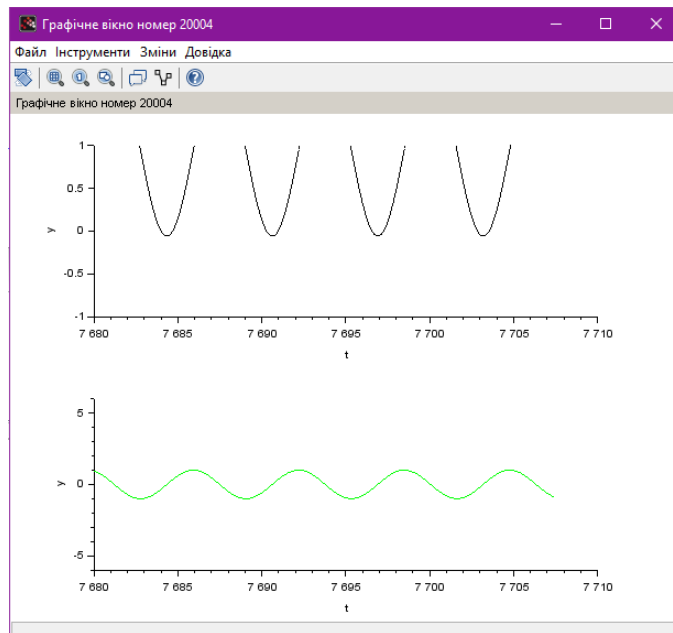 Графічне вікно номер 20004
Файл Інструменти Зміни Довідка
Графічне вікно номер 20004
1
0.5
0
-0.5
-1
y
7 680 7 685 7 690 7 695 7 700 7 705 7 710
t
5
0
-5
y
7 680 7 685 7 690 7 695 7 700 7 705 7 710
t